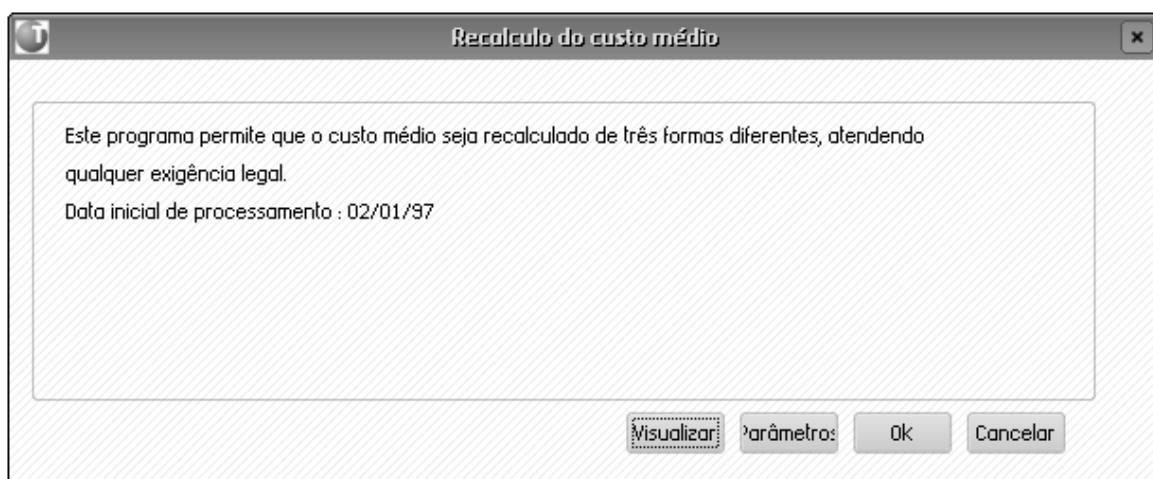 Recalculo do custo médio
Este programa permite que o custo médio seja recalculado de três formas diferentes, atendendo
qualquer exigência legal.
Data inicial de processamento : 02/01/97
Visualizar Parâmetros Ok Cancelar